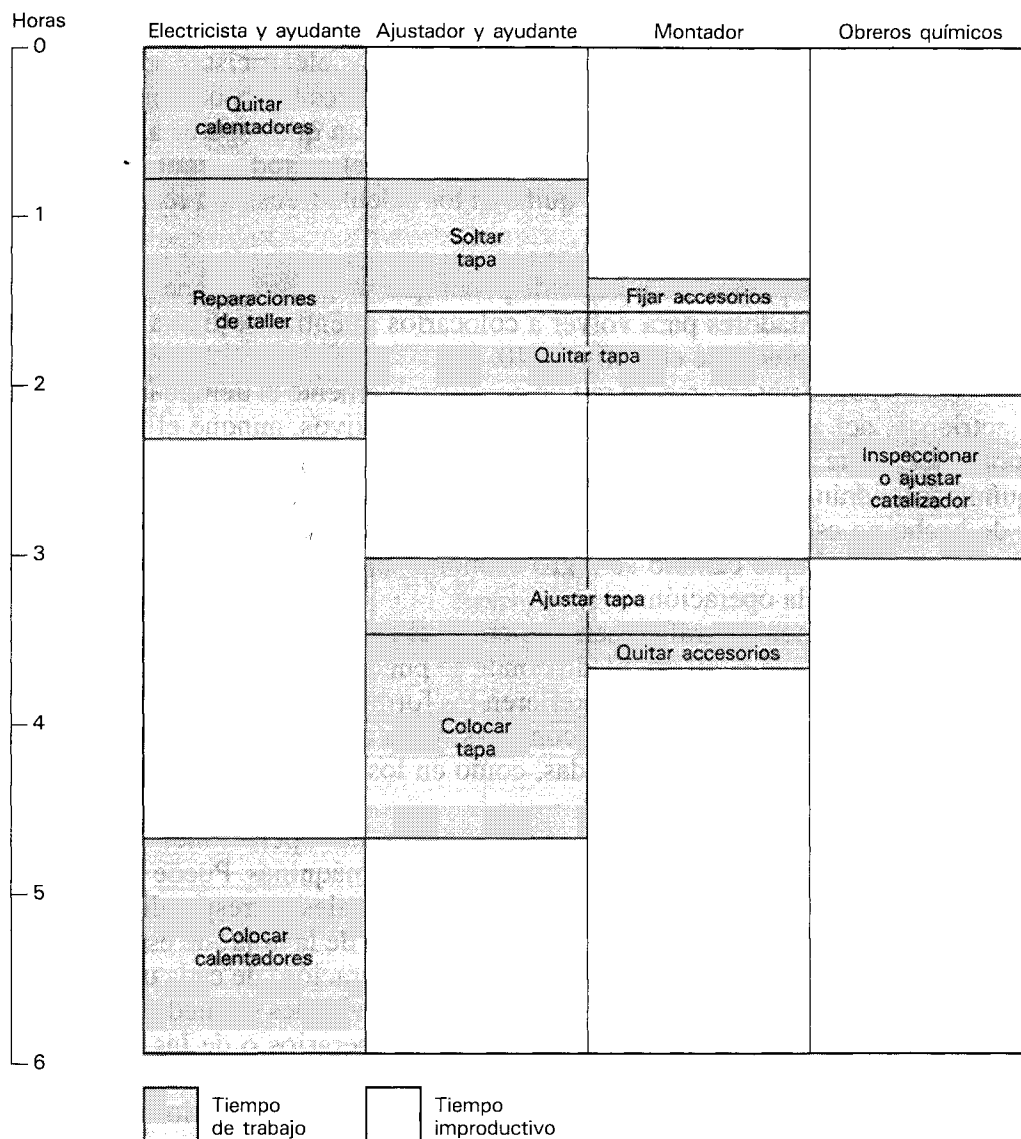 Horas
Electricista y ayudante
Ajustador y ayudante
Montador
Obreros químicos
0
Quitar
calentadores
1
Soltar
tapa
Fijar accesorios
Reparaciones
de taller
Quitar tapa
2
Inspeccionar
o ajustar
catalizador
3
Ajustar tapa
Quitar accesorios
4
Colocar
tapa
5
Colocar
calentadores
6
Tiempo
de trabajo
Tiempo
improductivo